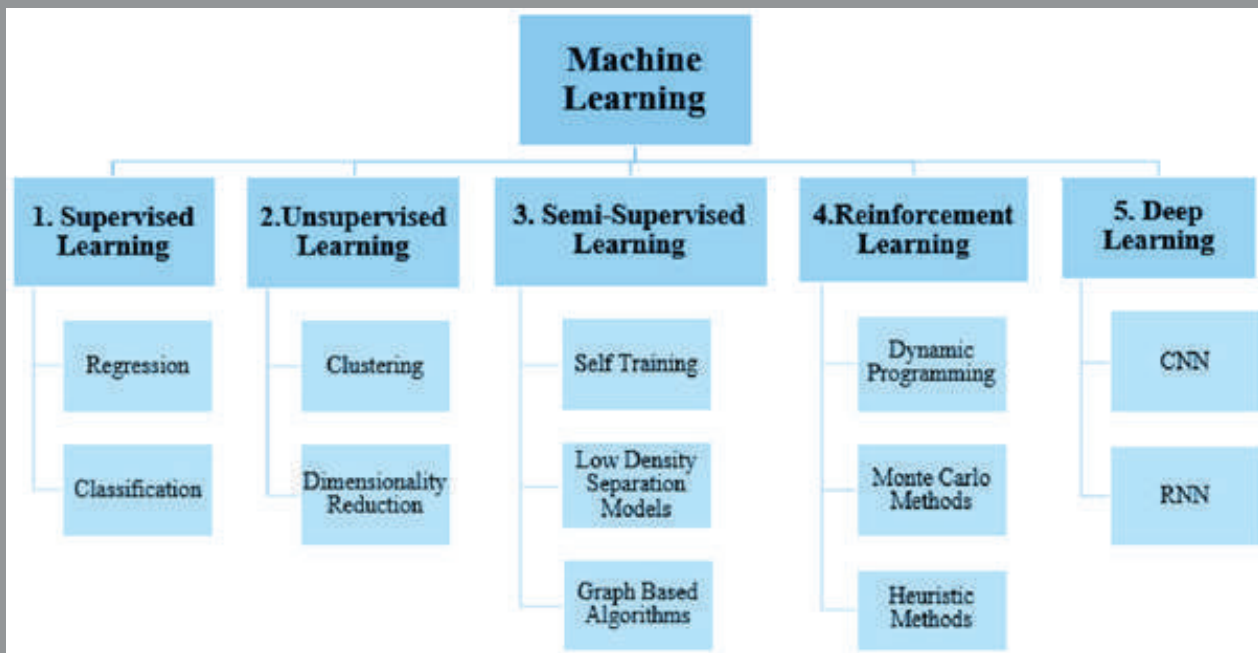 Machine
Learning
1. Supervised
Learning
2.Unsupervised
Learning
3. Semi-Supervised
Learning
4.Reinforcement
Learning
5. Deep
Learning
Regression
Classification
Clustering
Dimensionality
Reduction
Self Training
Low Density
Separation
Models
Graph Based
Algorithms
Dynamic
Programming
Monte Carlo
Methods
Heuristic
Methods
CNN
RNN